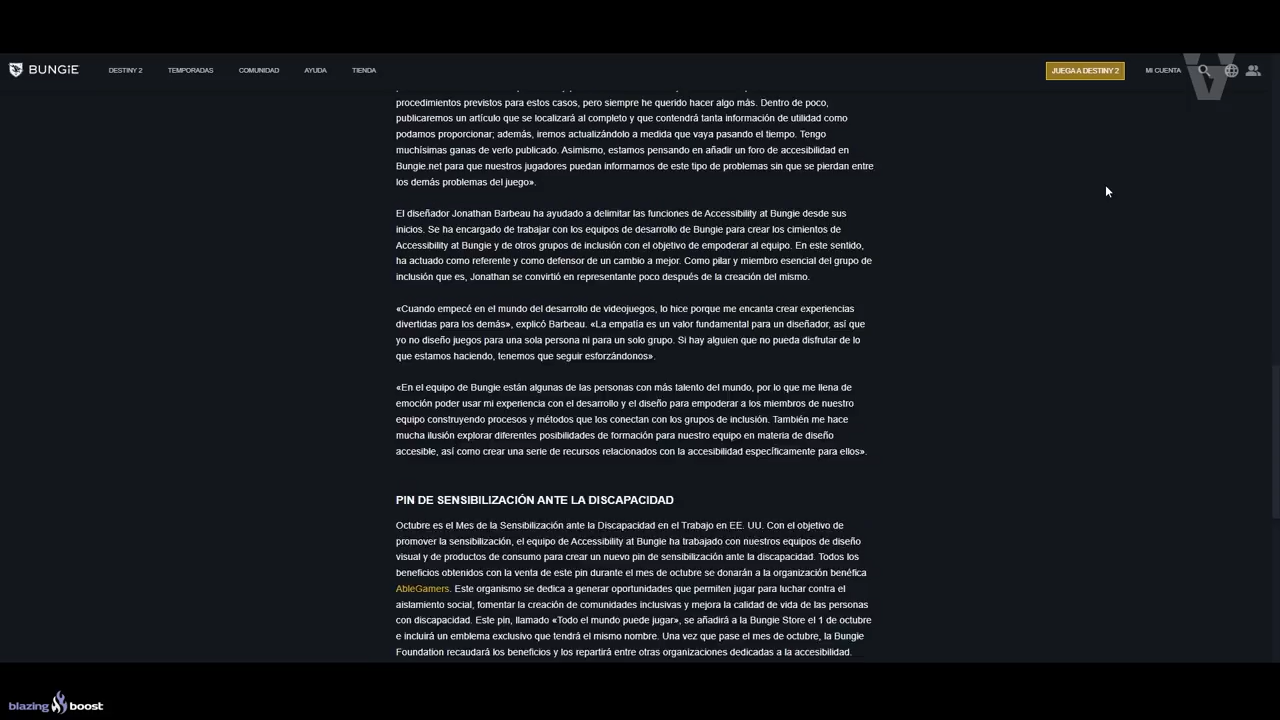 BUNGiE
DESTINY 2
TEMPORADAS
COMUNIDAD
AYUDA
TIENDA
JUEGA A DESTINY 2
MI CUENTA
procedimientos previstos para estos casos, pero siempre he querido hacer algo más. Dentro de poco,
publicaremos un artículo que se localizará al completo y que contendrá tanta información de utilidad como
podamos proporcionar; además, iremos actualizándolo a medida que vaya pasando el tiempo. Tengo
muchísimas ganas de verlo publicado. Asimismo, estamos pensando en añadir un foro de accesibilidad en
Bungie.net para que nuestros jugadores puedan informarnos de este tipo de problemas sin que se pierdan entre
los demás problemas del juego».
El diseñador Jonathan Barbeau ha ayudado a delimitar las funciones de Accessibility at Bungie desde sus
inicios. Se ha encargado de trabajar con los equipos de desarrollo de Bungie para crear los cimientos de
Accessibility at Bungie y de otros grupos de inclusión con el objetivo de empoderar al equipo. En este sentido,
ha actuado como referente y como defensor de un cambio a mejor. Como pilar y miembro esencial del grupo de
inclusión que es, Jonathan se convirtió en representante poco después de la creación del mismo.
«Cuando empecé en el mundo del desarrollo de videojuegos, lo hice porque me encanta crear experiencias
divertidas para los demás», explicó Barbeau. «La empatía es un valor fundamental para un diseñador, así que
yo no diseño juegos para una sola persona ni para un solo grupo. Si hay alguien que no pueda disfrutar de lo
que estamos haciendo, tenemos que seguir esforzándonos».
«En el equipo de Bungie están algunas de las personas con más talento del mundo, por lo que me llena de
emoción poder usar mi experiencia con el desarrollo y el diseño para empoderar a los miembros de nuestro
equipo construyendo procesos y métodos que los conectan con los grupos de inclusión. También me hace
mucha ilusión explorar diferentes posibilidades de formación para nuestro equipo en materia de diseño
accesible, así como crear una serie de recursos relacionados con la accesibilidad específicamente para ellos».
PIN DE SENSIBILIZACIÓN ANTE LA DISCAPACIDAD
Octubre es el Mes de la Sensibilización ante la Discapacidad en el Trabajo en EE. UU. Con el objetivo de
promover la sensibilización, el equipo de Accessibility at Bungie ha trabajado con nuestros equipos de diseño
visual y de productos de consumo para crear un nuevo pin de sensibilización ante la discapacidad. Todos los
beneficios obtenidos con la venta de este pin durante el mes de octubre se donarán a la organización benéfica
AbleGamers. Este organismo se dedica a generar oportunidades que permiten jugar para luchar contra el
aislamiento social, fomentar la creación de comunidades inclusivas y mejora la calidad de vida de las personas
con discapacidad. Este pin, llamado «Todo el mundo puede jugar», se añadirá a la Bungie Store el 1 de octubre
e incluirá un emblema exclusivo que tendrá el mismo nombre. Una vez que pase el mes de octubre, la Bungie
Foundation recaudará los beneficios y los repartirá entre otras organizaciones dedicadas a la accesibilidad.
blazing boost